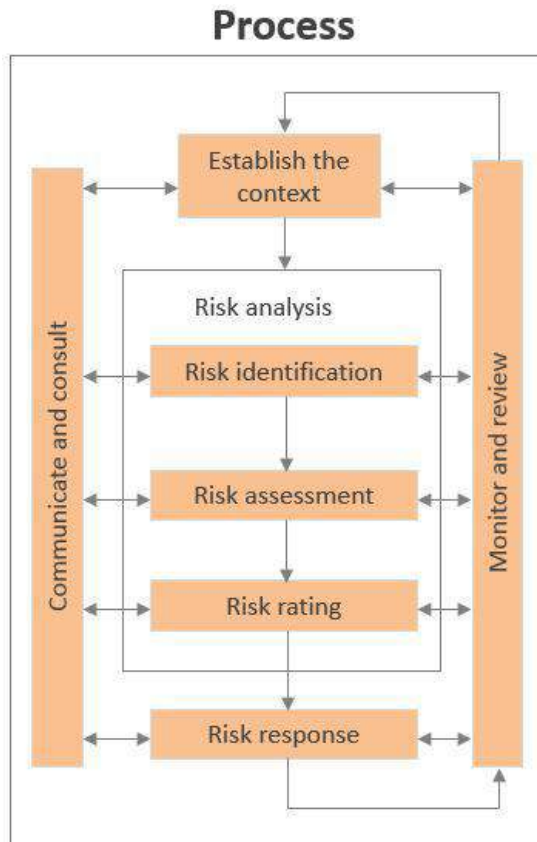 Process
Establish the
context
Communicate and consult
Risk analysis
Risk identification
Risk assessment
Risk rating
Risk response
Monitor and review